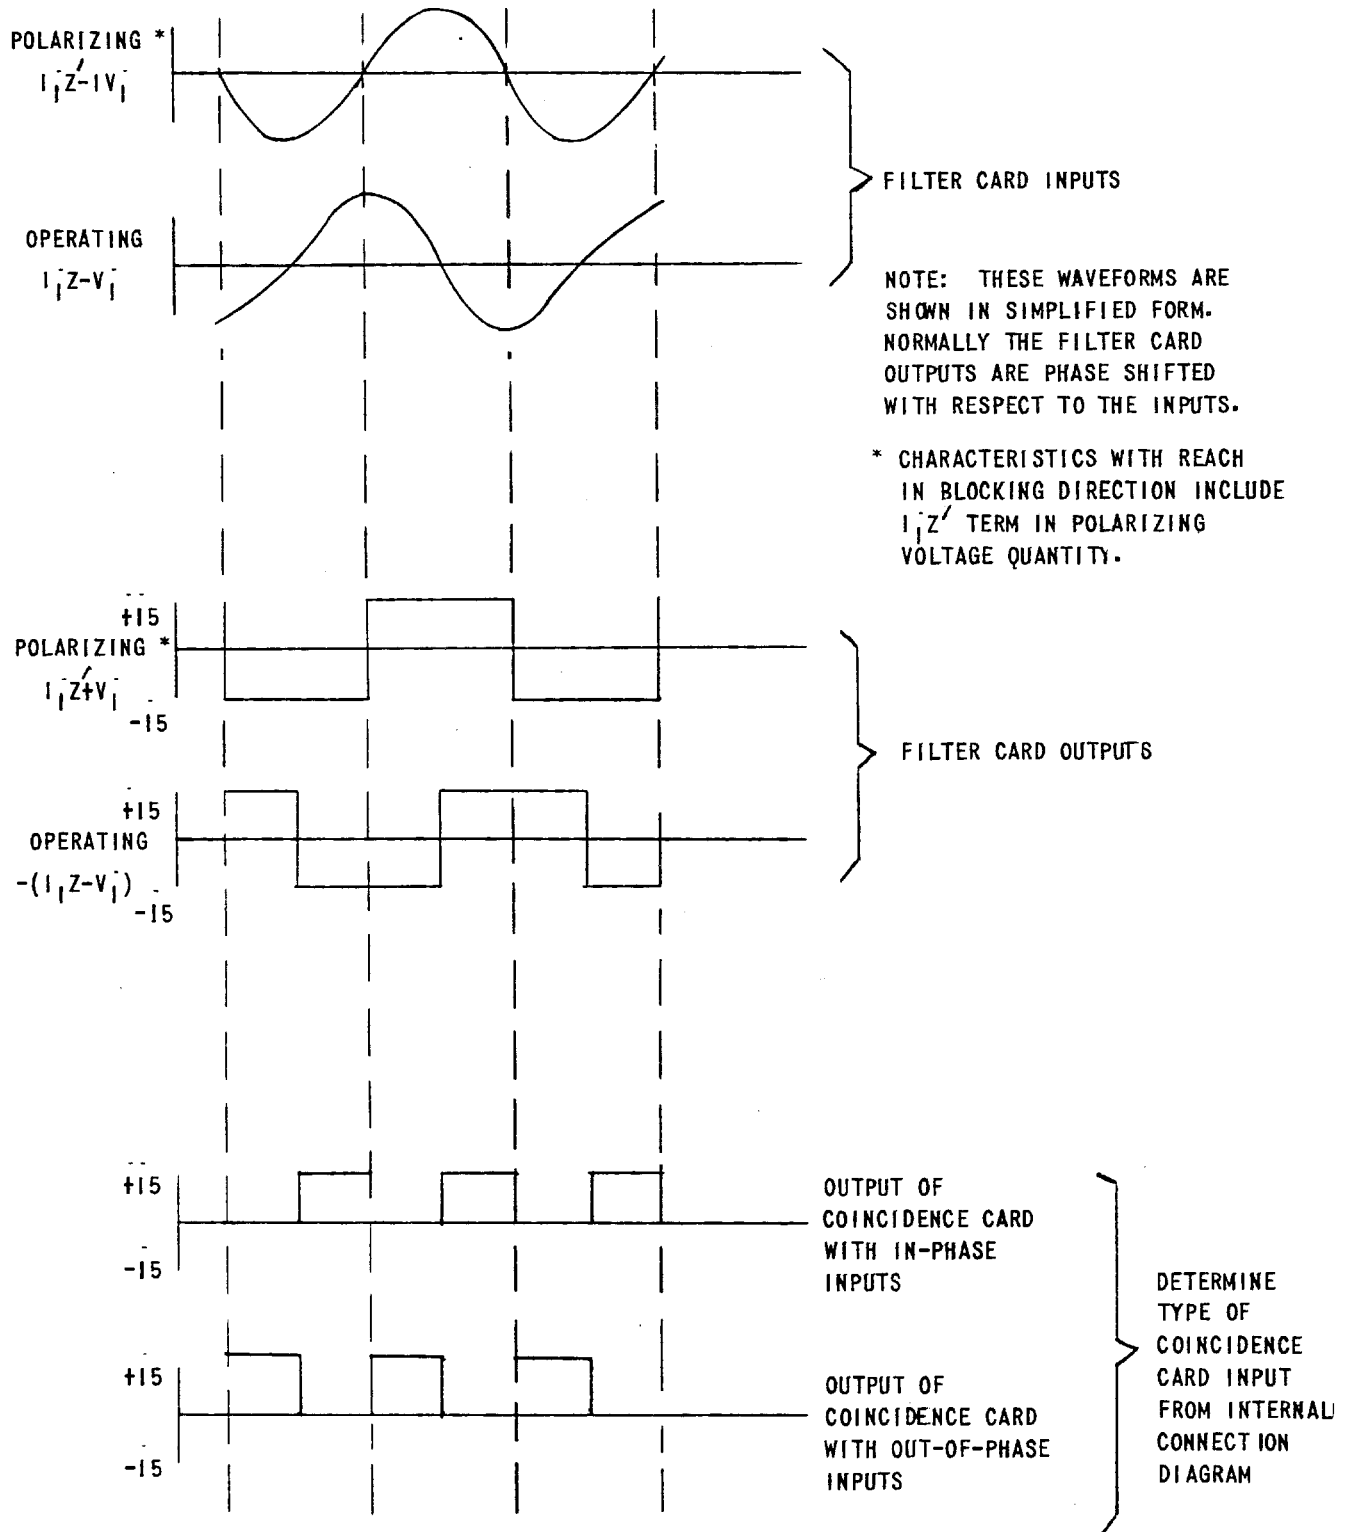 POLARIZING *
I₁Z′-IV₁
OPERATING
I₁Z-V₁
FILTER CARD INPUTS
NOTE: THESE WAVEFORMS ARE
SHOWN IN SIMPLIFIED FORM.
NORMALLY THE FILTER CARD
OUTPUTS ARE PHASE SHIFTED
WITH RESPECT TO THE INPUTS.
* CHARACTERISTICS WITH REACH
IN BLOCKING DIRECTION INCLUDE
I₁Z′ TERM IN POLARIZING
VOLTAGE QUANTITY.
+15
POLARIZING *
I₁Z′+V₁
-15
FILTER CARD OUTPUTS
+15
OPERATING
-(I₁Z-V₁)
-15
+15
-15
OUTPUT OF
COINCIDENCE CARD
WITH IN-PHASE
INPUTS
+15
-15
OUTPUT OF
COINCIDENCE CARD
WITH OUT-OF-PHASE
INPUTS
DETERMINE
TYPE OF
COINCIDENCE
CARD INPUT
FROM INTERNAL
CONNECTION
DIAGRAM